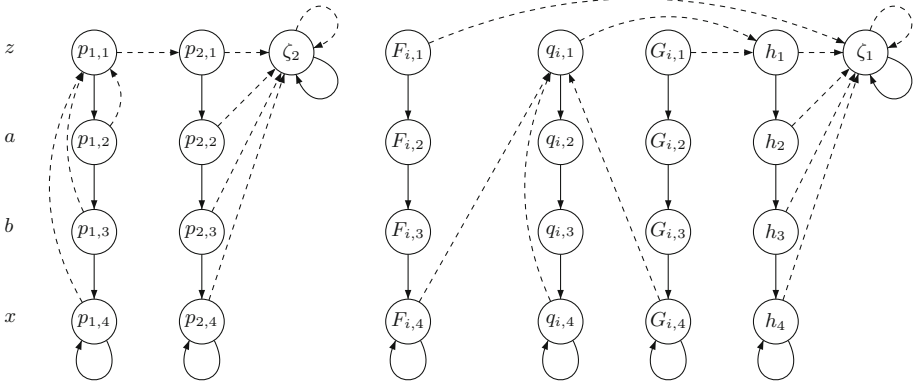 z p₁,₁ p₂,₁ ζ₂ Fᵢ,₁ qᵢ,₁ Gᵢ,₁ h₁ ζ₁
a p₁,₂ p₂,₂ Fᵢ,₂ qᵢ,₂ Gᵢ,₂ h₂
b p₁,₃ p₂,₃ Fᵢ,₃ qᵢ,₃ Gᵢ,₃ h₃
x p₁,₄ p₂,₄ Fᵢ,₄ qᵢ,₄ Gᵢ,₄ h₄